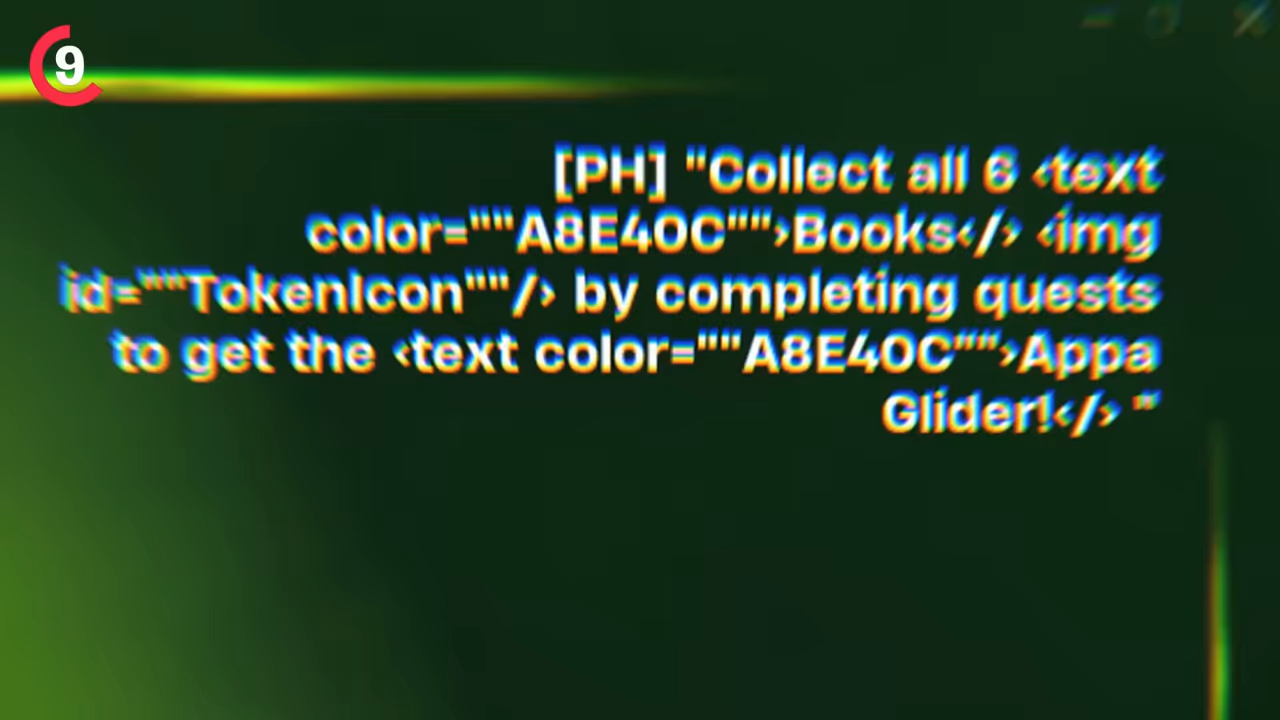 9
[PH] "Collect all 6 <text
color=""A8E40C"">Books</> <img
id=""TokenIcon""/> by completing quests
to get the <text color=""A8E40C"">Appa
Glider!</> "